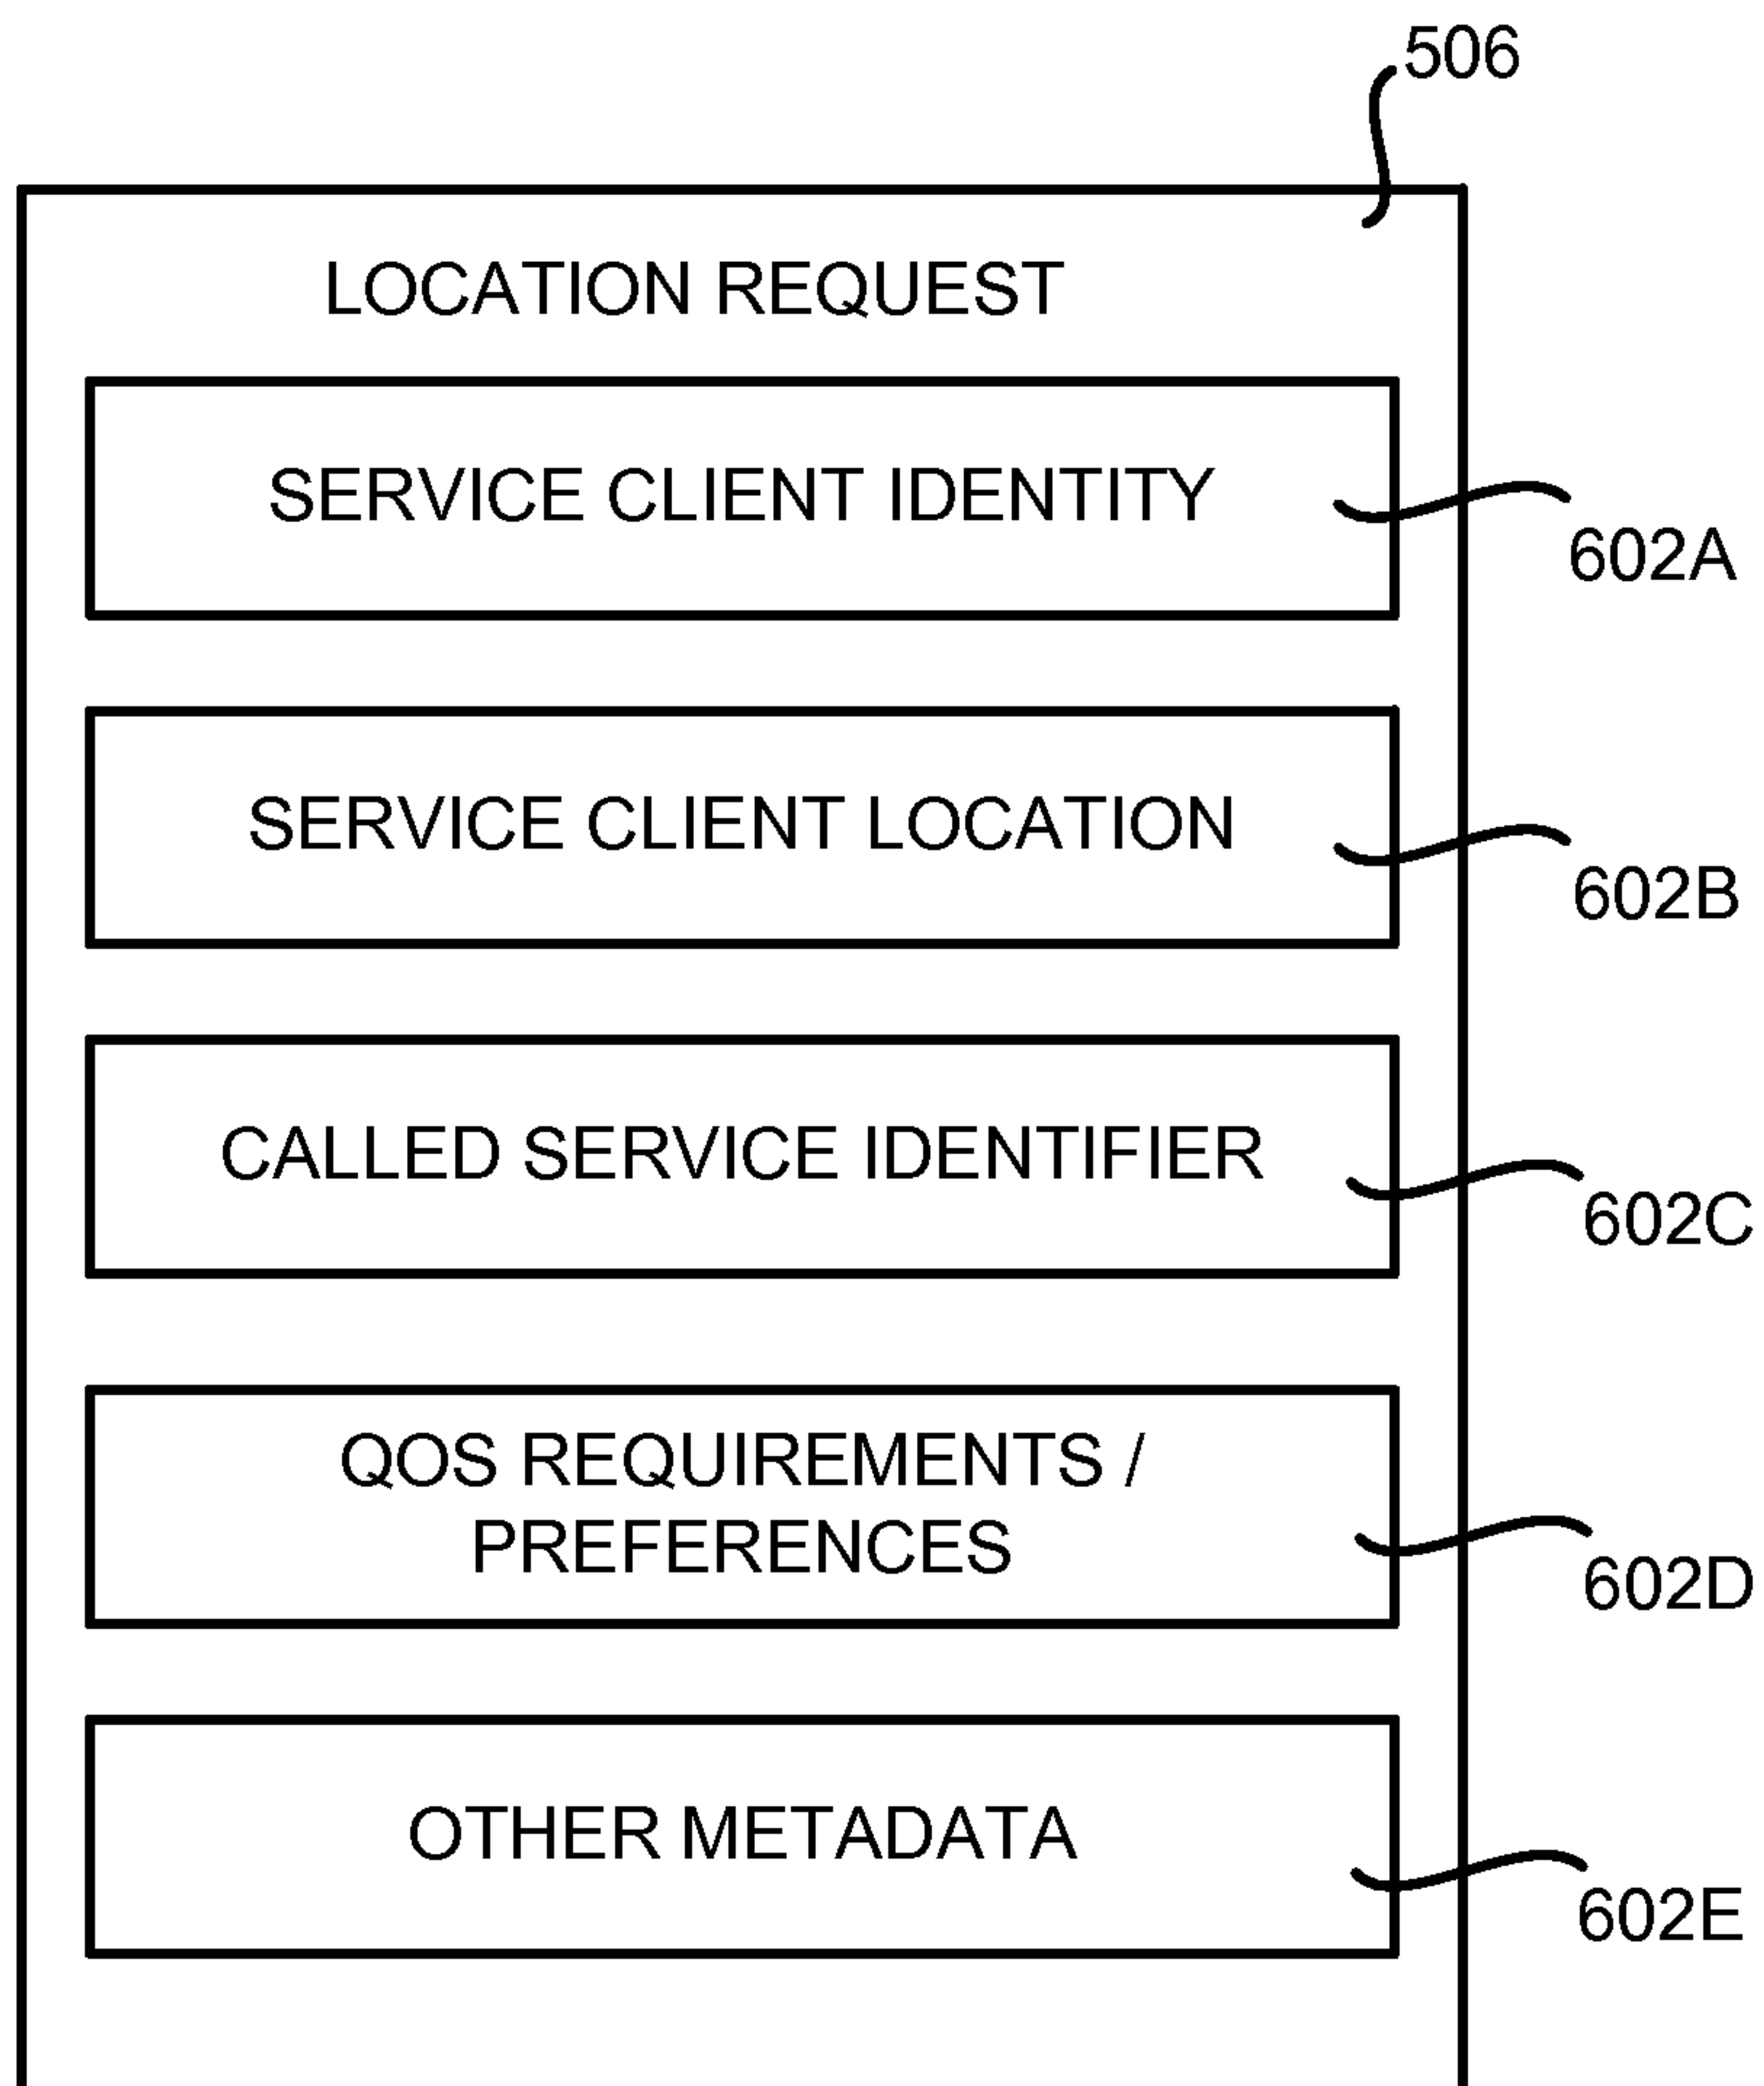 506
LOCATION REQUEST
SERVICE CLIENT IDENTITY
602A
SERVICE CLIENT LOCATION
602B
CALLED SERVICE IDENTIFIER
602C
QOS REQUIREMENTS /
PREFERENCES
602D
OTHER METADATA
602E